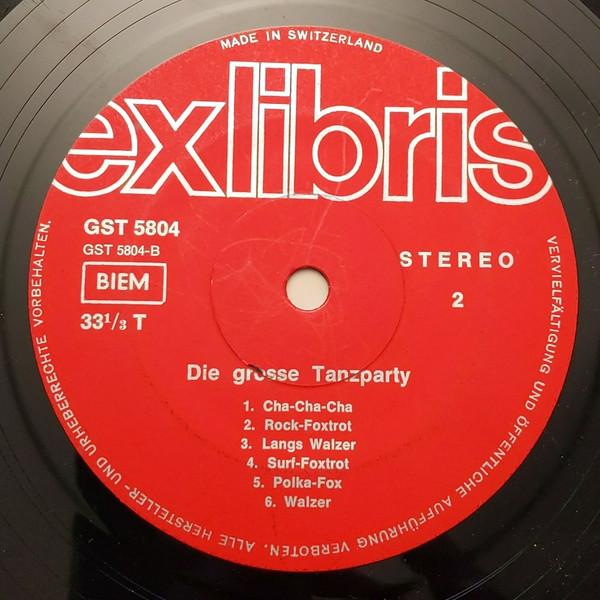 MADE IN SWITZERLAND
exlibris
GST 5804
GST 5804-B
BIEM
33 1/3 T
STEREO
2
Die grosse Tanzparty
1. Cha-Cha-Cha
2. Rock-Foxtrot
3. Langs Walzer
4. Surf-Foxtrot
5. Polka-Fox
6. Walzer
ALLE HERSTELLER- UND URHEBERRECHTE VORBEHALTEN.
VERVIELFÄLTIGUNG UND ÖFFENTLICHE AUFFÜHRUNG VERBOTEN.